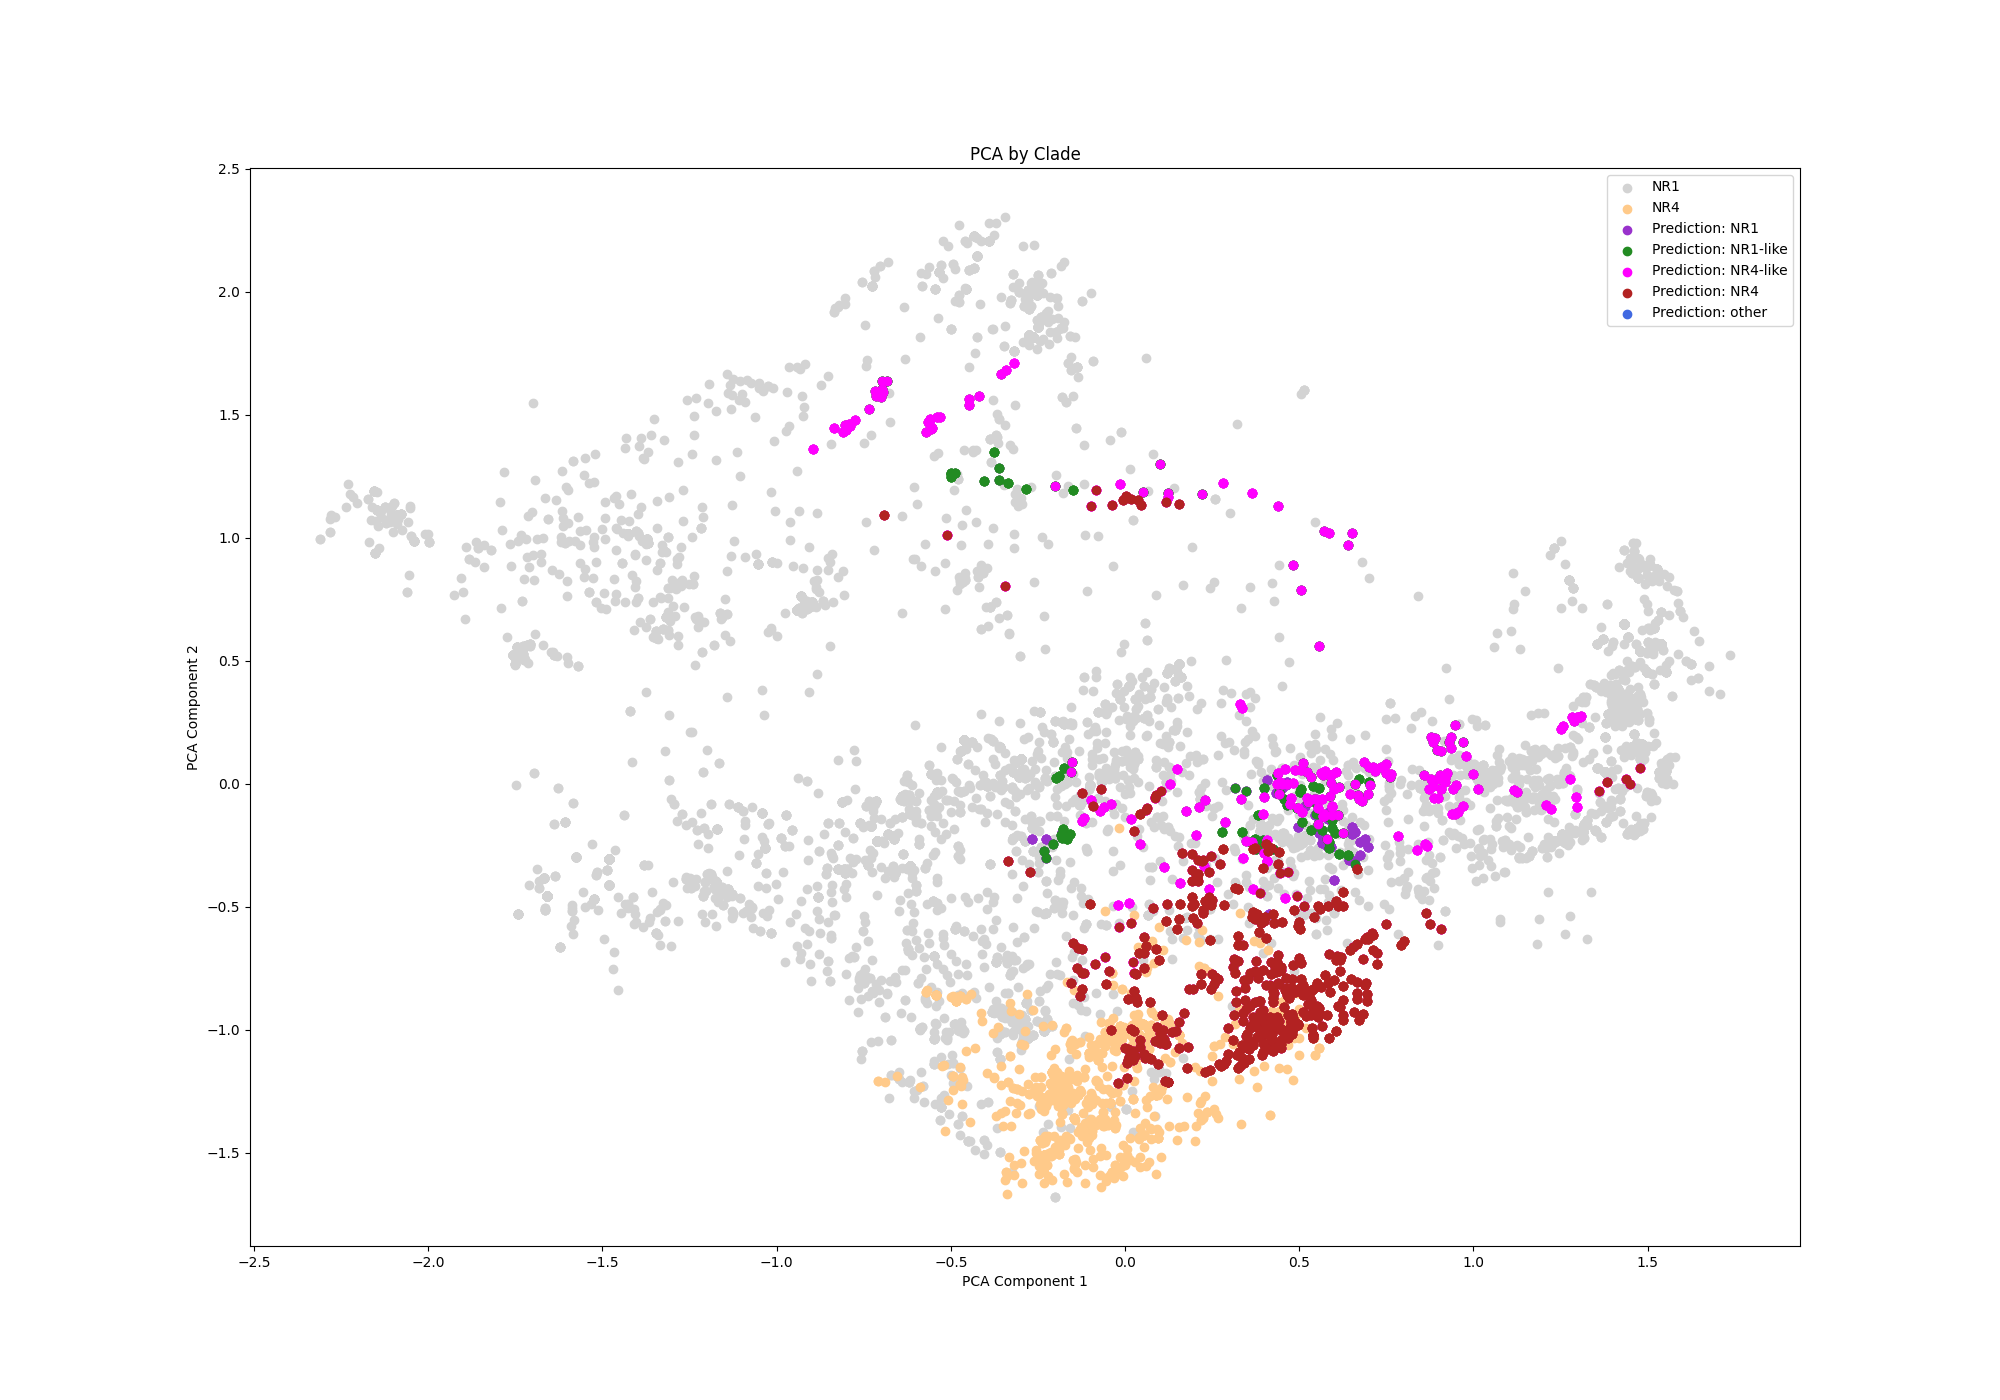 PCA by Clade
2.5
2.0
1.5
1.0
0.5
0.0
−0.5
−1.0
−1.5
PCA Component 2
NR1
NR4
Prediction: NR1
Prediction: NR1-like
Prediction: NR4-like
Prediction: NR4
Prediction: other
−2.5 −2.0 −1.5 −1.0 −0.5 0.0 0.5 1.0 1.5
PCA Component 1